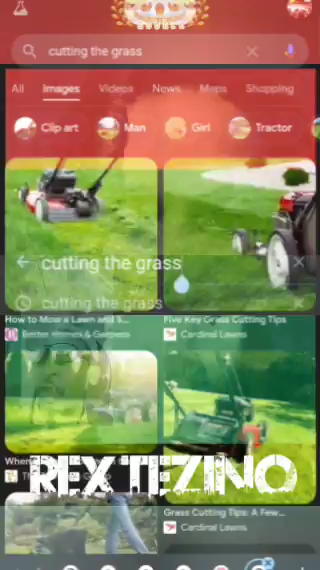 cutting the grass
All Images Videos News Maps Shopping
Clip art Man Girl Tractor
cutting the grass
cutting the grass
How to Mow a Lawn and S...
Better Homes & Gardens
Five Key Grass Cutting Tips
Cardinal Lawns
When
REXTEZINO
Grass Cutting Tips: A Few...
Cardinal Lawns